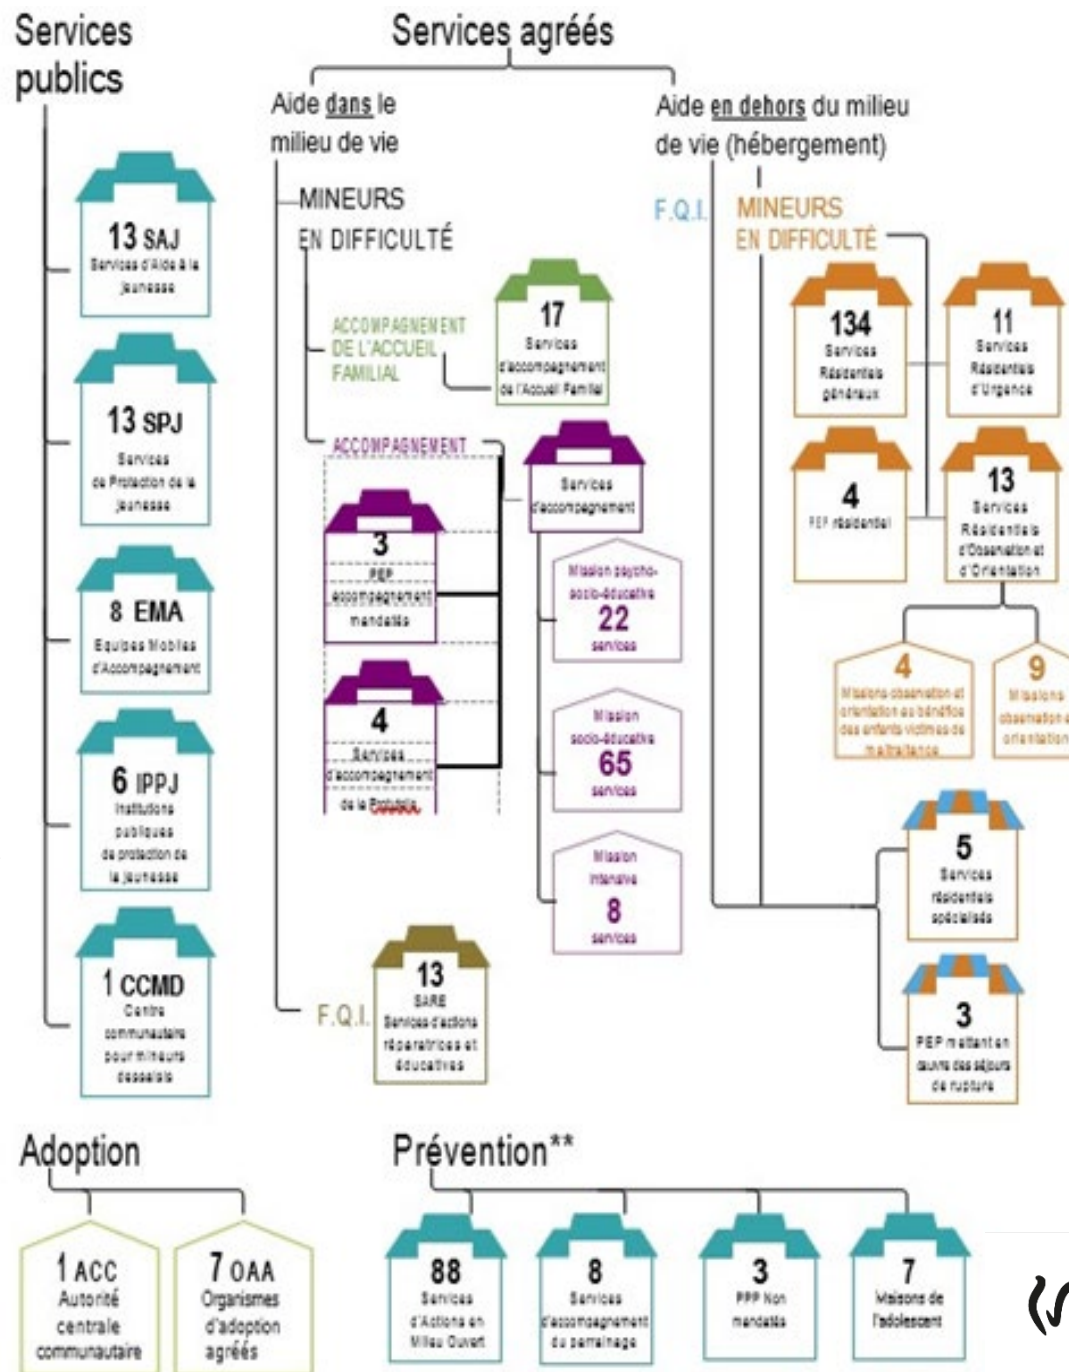 Services
publics
13 SAJ
Services d'Aide à la
jeunesse
13 SPJ
Services
de Protection de la
jeunesse
8 EMA
Equipes Mobiles
d'Accompagnement
6 IPPJ
Institutions
publiques
de protection de
la jeunesse
1 CCMD
Centre
communautaire
pour mineurs
dessaisis
Services agréés
Aide dans le
milieu de vie
MINEURS
EN DIFFICULTÉ
ACCOMPAGNEMENT
DE L'ACCUEIL
FAMILIAL
17
Services
d'accompagnement
de l'Accueil Familial
ACCOMPAGNEMENT
3
PEP
accompagnement
mandatés
4
Services
d'accompagnement
de la Protutelle
Services
d'accompagnement
Mission psycho-
socio-éducative
22
services
Mission
socio-éducative
65
services
Mission
Intensive
8
services
F.Q.I.
13
SARE
Services d'actions
réparatrices et
éducatives
Aide en dehors du milieu
de vie (hébergement)
F.Q.I.
MINEURS
EN DIFFICULTÉ
134
Services
Résidentiels
généraux
11
Services
Résidentiels
d'Urgence
4
PEP résidentiel
13
Services
Résidentiels
d'Observation et
d'Orientation
4
Missions observation et
orientation au bénéfice
des enfants victimes de
maltraitance
9
Missions
observation e
orientation
5
Services
résidentiels
spécialisés
3
PEP mettant en
œuvre des séjours
de rupture
Adoption
1 ACC
Autorité
centrale
communautaire
7 OAA
Organismes
d'adoption
agréés
Prévention**
88
Services
d'Actions en
Milieu Ouvert
8
Services
d'accompagnement
du parrainage
3
PPP Non
mandatés
7
Maisons de
l'adolescent